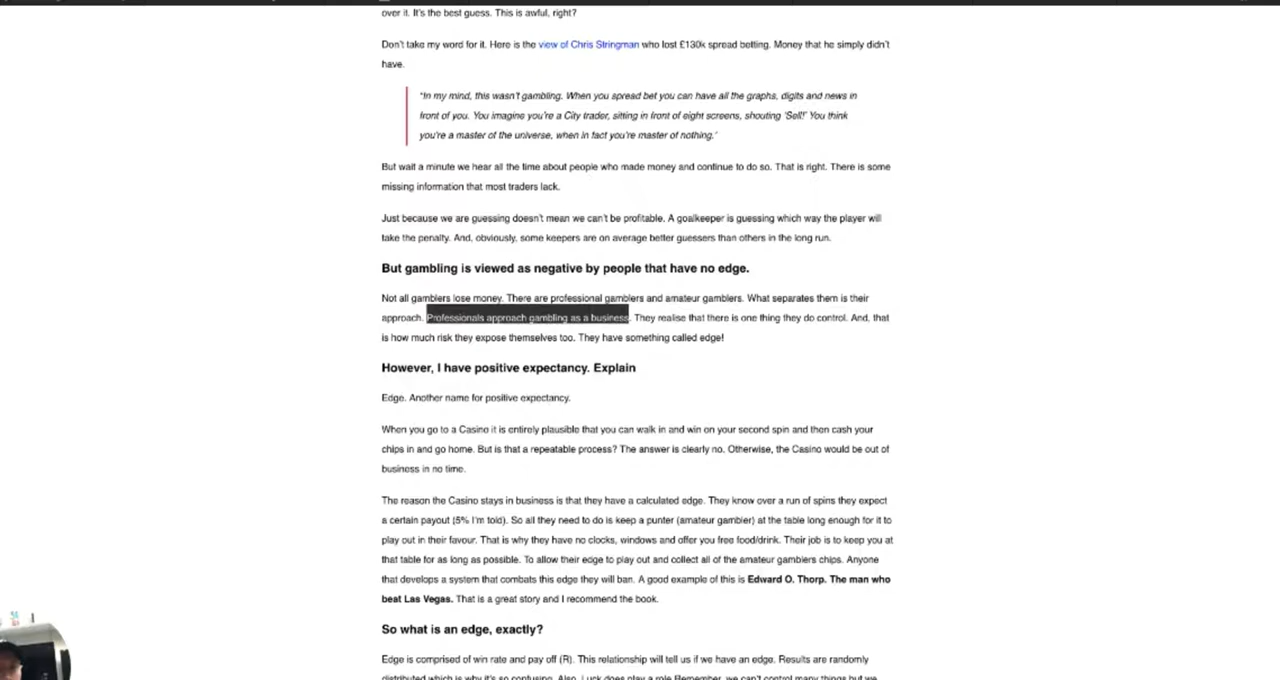 over it. It's the best guess. This is awful, right?
Don't take my word for it. Here is the view of Chris Stringman who lost £130k spread betting. Money that he simply didn't
have.
"In my mind, this wasn't gambling. When you spread bet you can have all the graphs, digits and news in
front of you. You imagine you're a City trader, sitting in front of eight screens, shouting 'Sell!' You think
you're a master of the universe, when in fact you're master of nothing."
But wait a minute we hear all the time about people who made money and continue to do so. That is right. There is some
missing information that most traders lack.
Just because we are guessing doesn't mean we can't be profitable. A goalkeeper is guessing which way the player will
take the penalty. And, obviously, some keepers are on average better guessers than others in the long run.
But gambling is viewed as negative by people that have no edge.
Not all gamblers lose money. There are professional gamblers and amateur gamblers. What separates them is their
approach. Professionals approach gambling as a business. They realise that there is one thing they do control. And, that
is how much risk they expose themselves too. They have something called edge!
However, I have positive expectancy. Explain
Edge. Another name for positive expectancy.
When you go to a Casino it is entirely plausible that you can walk in and win on your second spin and then cash your
chips in and go home. But is that a repeatable process? The answer is clearly no. Otherwise, the Casino would be out of
business in no time.
The reason the Casino stays in business is that they have a calculated edge. They know over a run of spins they expect
a certain payout (5% I'm told). So all they need to do is keep a punter (amateur gambler) at the table long enough for it to
play out in their favour. That is why they have no clocks, windows and offer you free food/drink. Their job is to keep you at
that table for as long as possible. To allow their edge to play out and collect all of the amateur gamblers chips. Anyone
that develops a system that combats this edge they will ban. A good example of this is Edward O. Thorp. The man who
beat Las Vegas. That is a great story and I recommend the book.
So what is an edge, exactly?
Edge is comprised of win rate and pay off (R). This relationship will tell us if we have an edge. Results are randomly
distributed which is why it's so confusing. Also, Luck does play a role Remember, we can't control many things but we